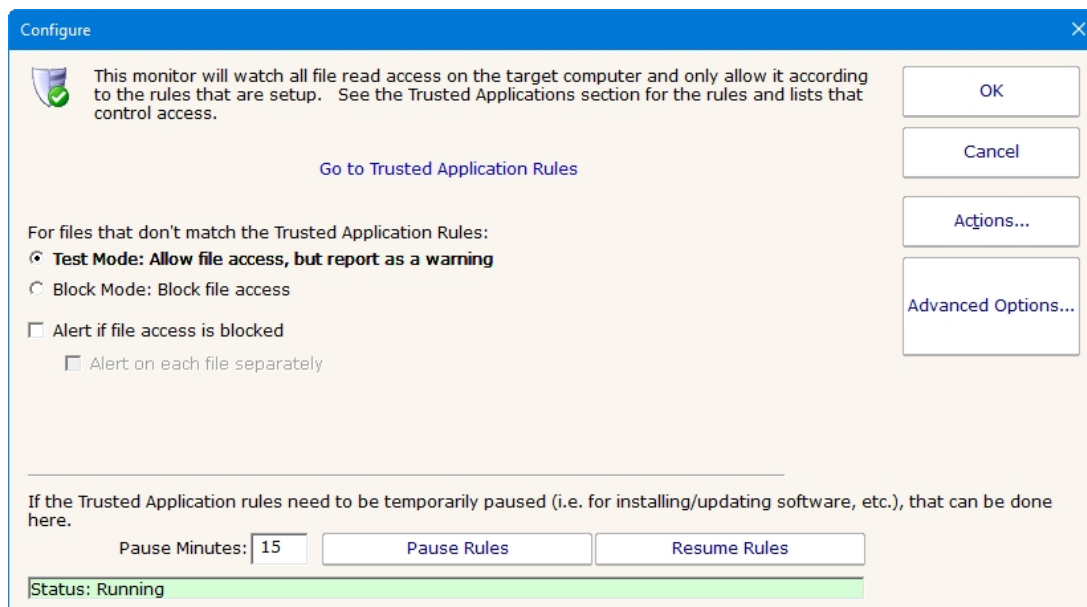 Configure
This monitor will watch all file read access on the target computer and only allow it according
to the rules that are setup.   See the Trusted Applications section for the rules and lists that
control access.
OK
Cancel
Go to Trusted Application Rules
Actions...
For files that don't match the Trusted Application Rules:
Test Mode: Allow file access, but report as a warning
Block Mode: Block file access
Advanced Options...
Alert if file access is blocked
Alert on each file separately
If the Trusted Application rules need to be temporarily paused (i.e. for installing/updating software, etc.), that can be done
here.
Pause Minutes: 15 Pause Rules Resume Rules
Status: Running